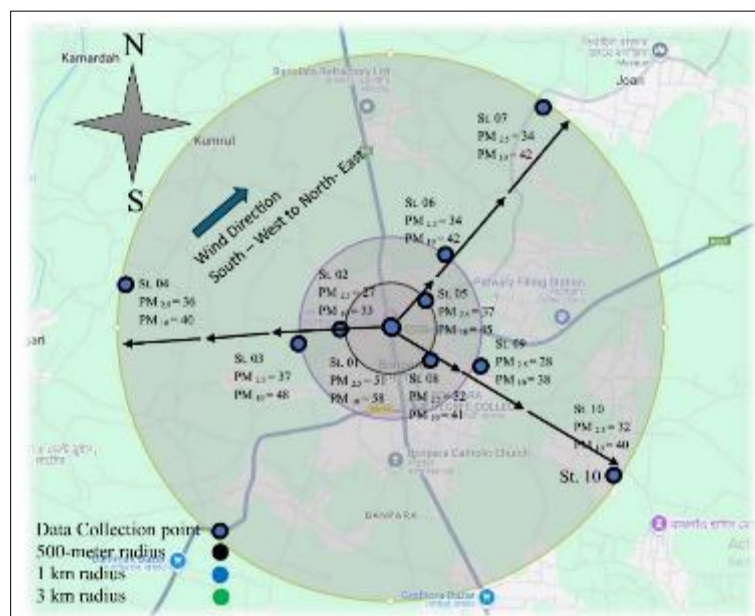 N
S
Kamardah
Kumrul
Joari
Wind Direction
South – West to North- East
St. 07
PM 2.5 = 34
PM 10 = 42
St. 06
PM 2.5 = 34
PM 10 = 42
St. 04
PM 2.5 = 36
PM 10 = 40
St. 02
PM 2.5 = 27
PM 10 = 33
St. 05
PM 2.5 = 37
PM 10 = 45
Patwary Filling Station
St. 03
PM 2.5 = 37
PM 10 = 48
St. 01
PM 2.5 = 51
PM 10 = 58
St. 08
PM 2.5 = 32
PM 10 = 41
St. 09
PM 2.5 = 28
PM 10 = 38
St. 10
PM 2.5 = 32
PM 10 = 40
St. 10
Bonpara Catholic Church
BANPARA
Data Collection point
500-meter radius
1 km radius
3 km radius